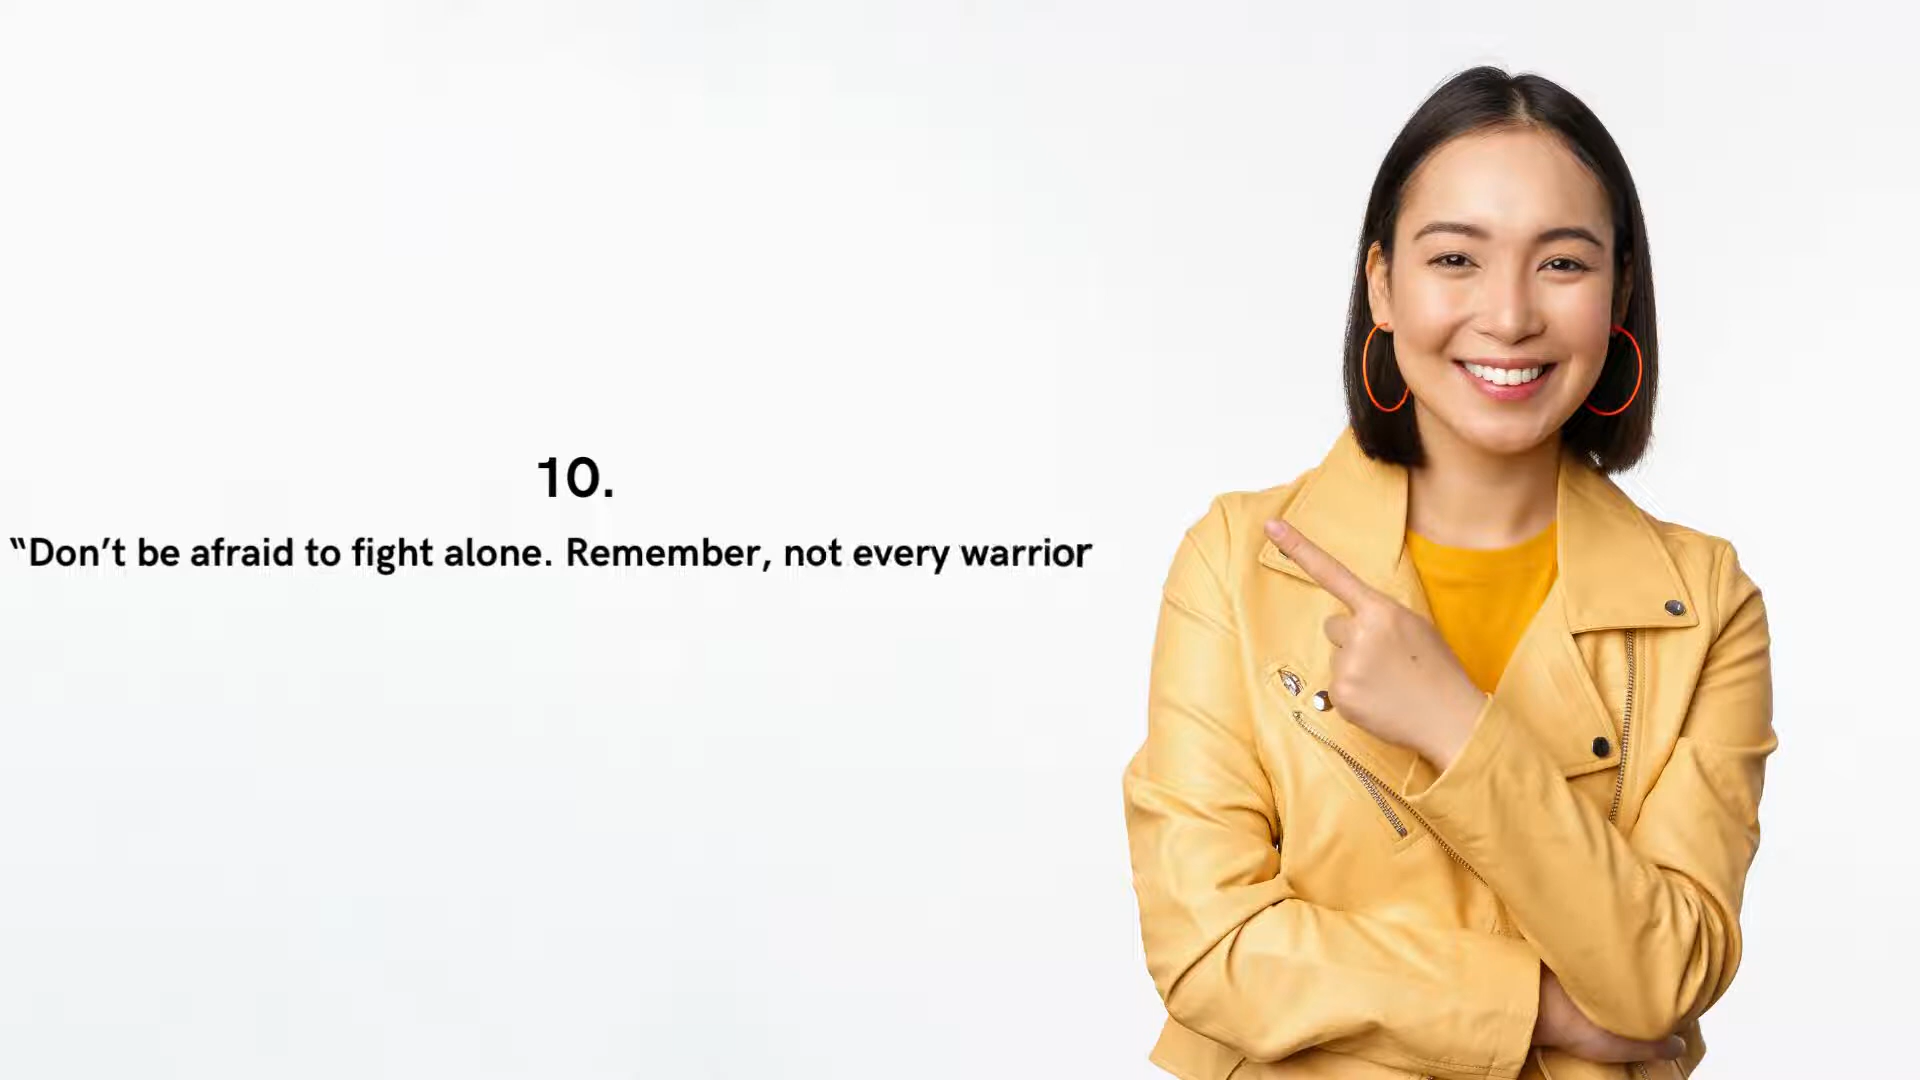 10.
“Don’t be afraid to fight alone. Remember, not every warrior